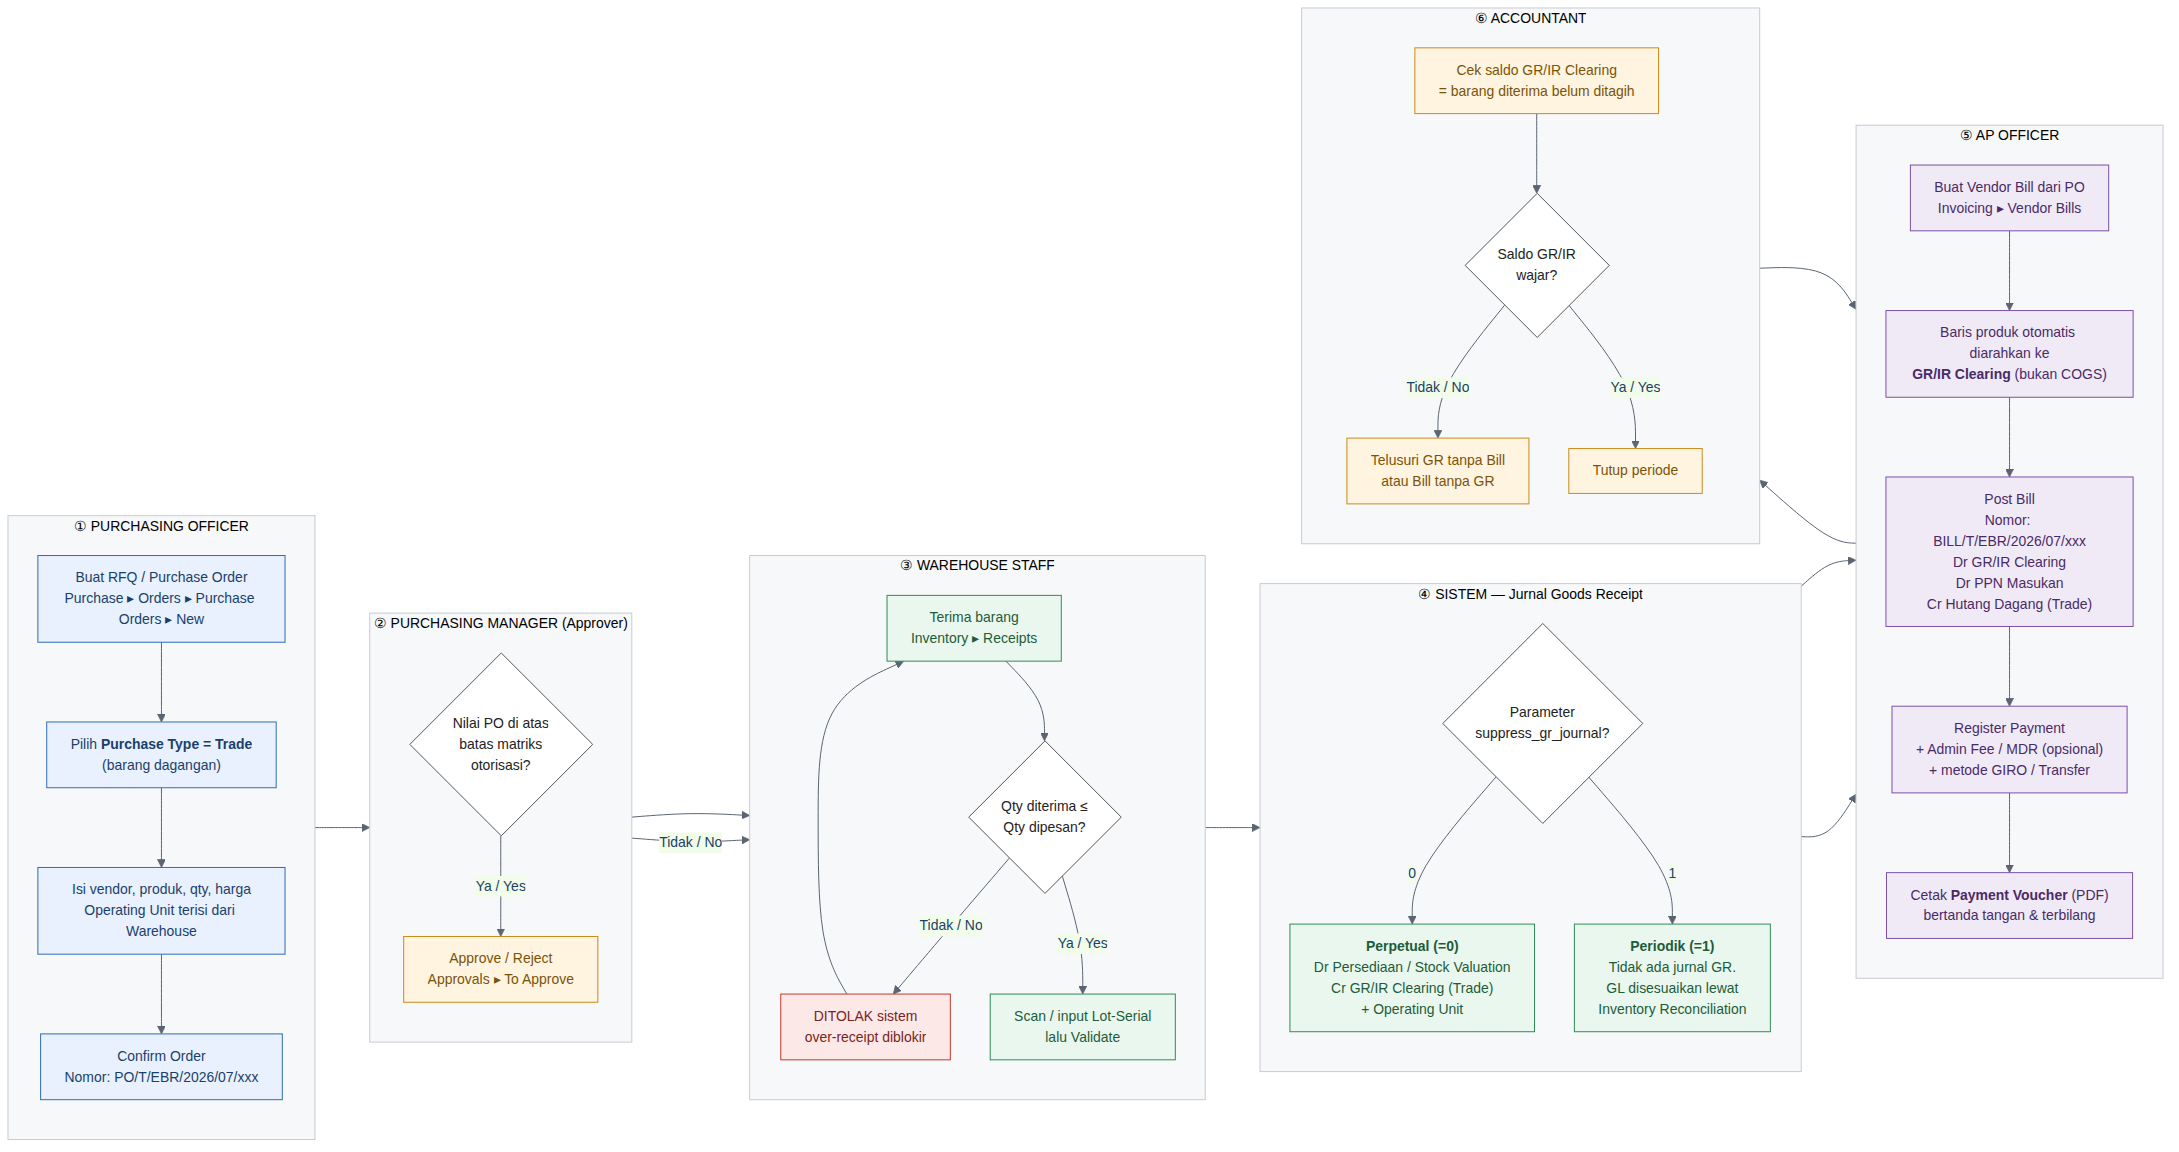 ① PURCHASING OFFICER
Buat RFQ / Purchase Order
Purchase ▸ Orders ▸ Purchase
Orders ▸ New
Pilih Purchase Type = Trade
(barang dagangan)
Isi vendor, produk, qty, harga
Operating Unit terisi dari
Warehouse
Confirm Order
Nomor: PO/T/EBR/2026/07/xxx
② PURCHASING MANAGER (Approver)
Nilai PO di atas
batas matriks
otorisasi?
Ya / Yes
Approve / Reject
Approvals ▸ To Approve
Tidak / No
③ WAREHOUSE STAFF
Terima barang
Inventory ▸ Receipts
Qty diterima ≤
Qty dipesan?
Tidak / No
Ya / Yes
DITOLAK sistem
over-receipt diblokir
Scan / input Lot-Serial
lalu Validate
④ SISTEM — Jurnal Goods Receipt
Parameter
suppress_gr_journal?
0
1
Perpetual (=0)
Dr Persediaan / Stock Valuation
Cr GR/IR Clearing (Trade)
+ Operating Unit
Periodik (=1)
Tidak ada jurnal GR.
GL disesuaikan lewat
Inventory Reconciliation
⑤ AP OFFICER
Buat Vendor Bill dari PO
Invoicing ▸ Vendor Bills
Baris produk otomatis
diarahkan ke
GR/IR Clearing (bukan COGS)
Post Bill
Nomor:
BILL/T/EBR/2026/07/xxx
Dr GR/IR Clearing
Dr PPN Masukan
Cr Hutang Dagang (Trade)
Register Payment
+ Admin Fee / MDR (opsional)
+ metode GIRO / Transfer
Cetak Payment Voucher (PDF)
bertanda tangan & terbilang
⑥ ACCOUNTANT
Cek saldo GR/IR Clearing
= barang diterima belum ditagih
Saldo GR/IR
wajar?
Tidak / No
Ya / Yes
Telusuri GR tanpa Bill
atau Bill tanpa GR
Tutup periode